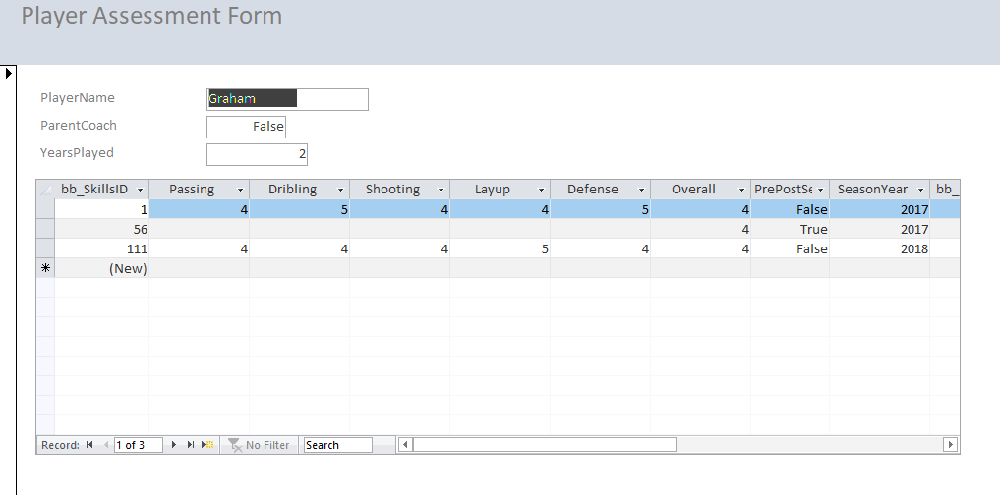 Player Assessment Form
PlayerName Graham
ParentCoach False
YearsPlayed 2
bb_SkillsID Passing Dribling Shooting Layup Defense Overall PrePostSe SeasonYear bb_
1 4 5 4 4 5 4 False 2017
56 4 True 2017
111 4 4 4 5 4 4 False 2018
(New)
Record: 1 of 3 No Filter Search